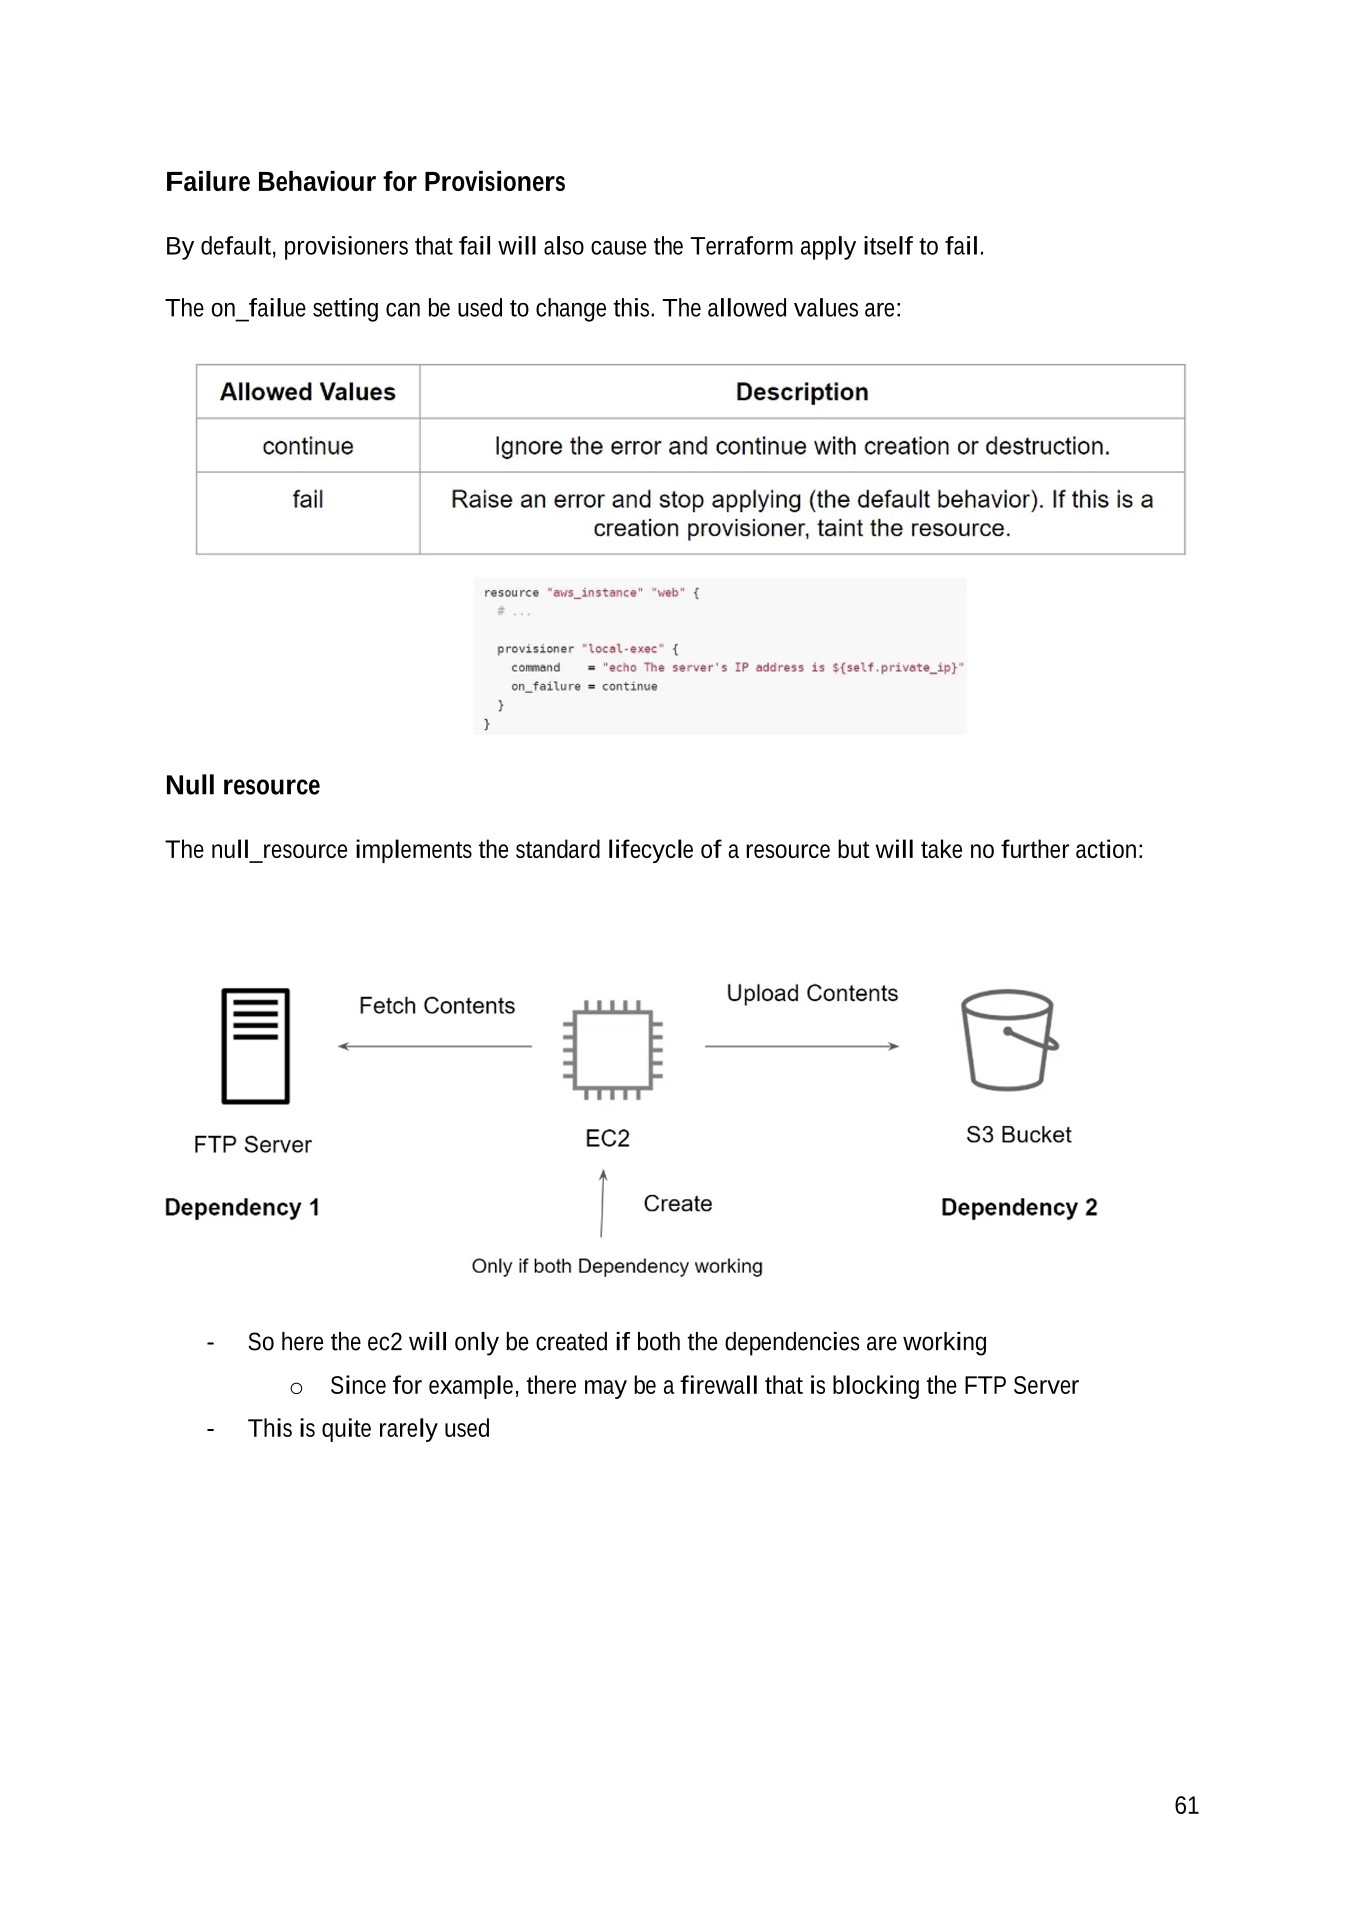 Failure Behaviour for Provisioners
By default, provisioners that fail will also cause the Terraform apply itself to fail.
The on_failue setting can be used to change this. The allowed values are:
Allowed Values Description
continue Ignore the error and continue with creation or destruction.
fail Raise an error and stop applying (the default behavior). If this is a
creation provisioner, taint the resource.
resource "aws_instance" "web" {
# ...
provisioner "local-exec" {
command = "echo The server's IP address is ${self.private_ip}"
on_failure = continue
}
}
Null resource
The null_resource implements the standard lifecycle of a resource but will take no further action:
Fetch Contents
Upload Contents
FTP Server
EC2
S3 Bucket
Dependency 1
Create
Dependency 2
Only if both Dependency working
- So here the ec2 will only be created if both the dependencies are working
o Since for example, there may be a firewall that is blocking the FTP Server
- This is quite rarely used
61